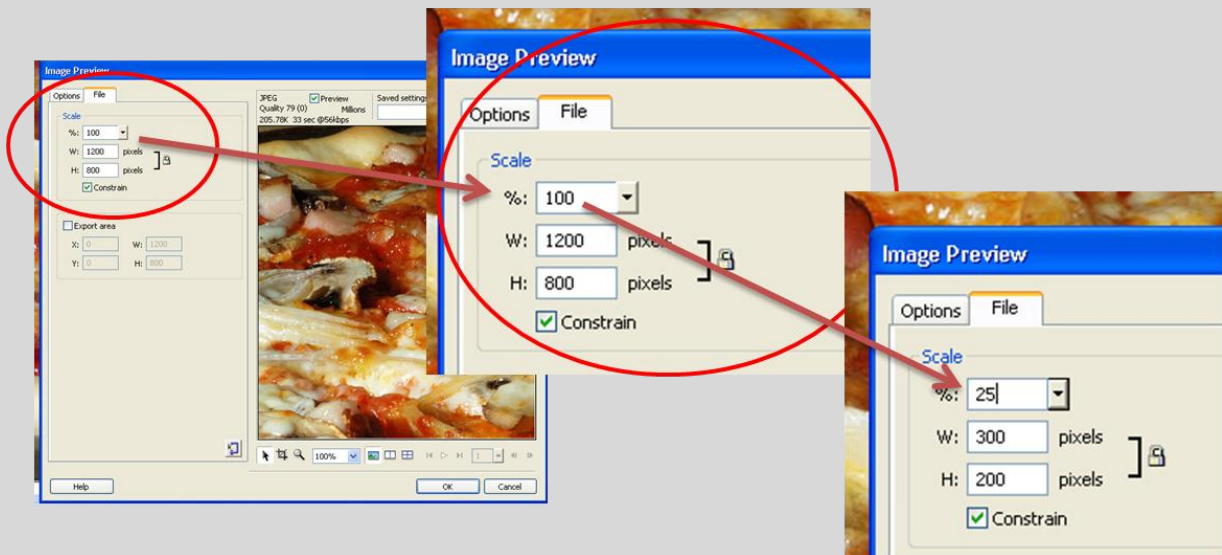 Image Preview
Options File
Scale
%: 100
W: 1200 pixels
H: 800 pixels
Constrain
Export area
X: 0 W: 1200
Y: 0 H: 800
Help
JPEG Preview Saved settings
Quality 79 (0) Millions
205.78K 33 sec @56kbps
100%
1
OK Cancel
Image Preview
Options File
Scale
%: 100
W: 1200 pixels
H: 800 pixels
Constrain
Image Preview
Options File
Scale
%: 25
W: 300 pixels
H: 200 pixels
Constrain